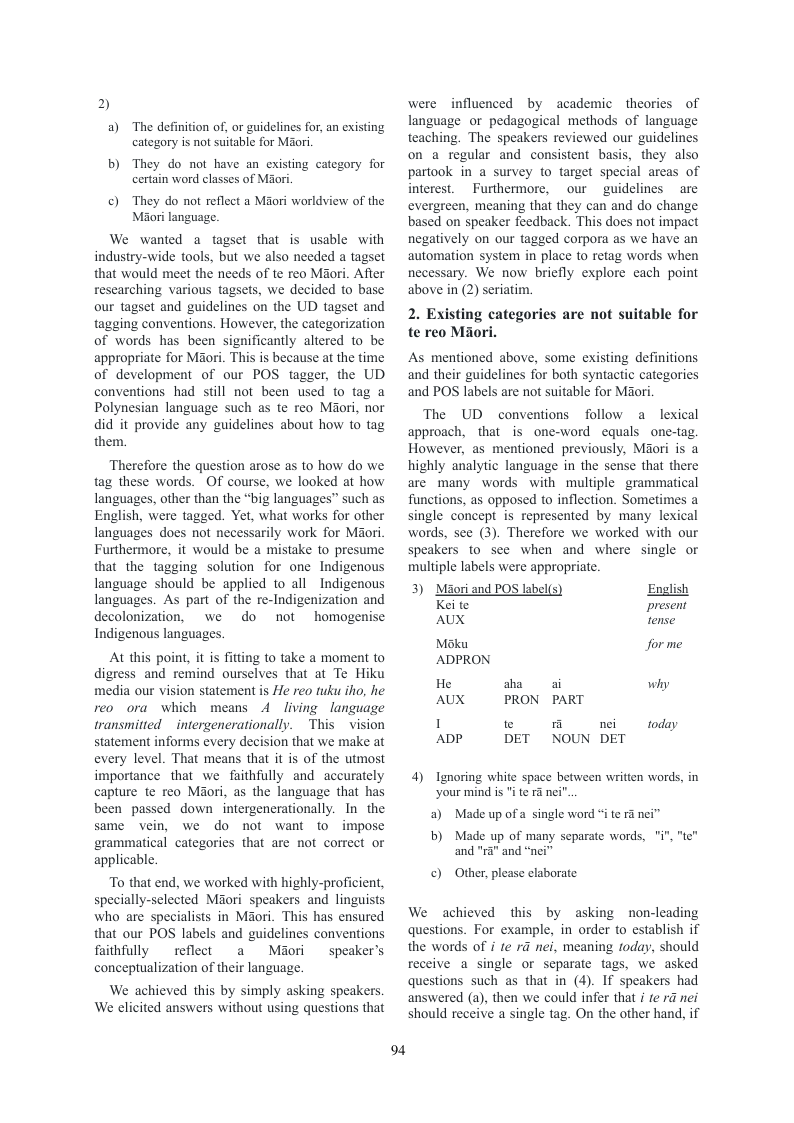 2)
a) The definition of, or guidelines for, an existing
category is not suitable for Māori.
b) They do not have an existing category for
certain word classes of Māori.
c) They do not reflect a Māori worldview of the
Māori language.
We wanted a tagset that is usable with
industry-wide tools, but we also needed a tagset
that would meet the needs of te reo Māori. After
researching various tagsets, we decided to base
our tagset and guidelines on the UD tagset and
tagging conventions. However, the categorization
of words has been significantly altered to be
appropriate for Māori. This is because at the time
of development of our POS tagger, the UD
conventions had still not been used to tag a
Polynesian language such as te reo Māori, nor
did it provide any guidelines about how to tag
them.
Therefore the question arose as to how do we
tag these words. Of course, we looked at how
languages, other than the “big languages” such as
English, were tagged. Yet, what works for other
languages does not necessarily work for Māori.
Furthermore, it would be a mistake to presume
that the tagging solution for one Indigenous
language should be applied to all Indigenous
languages. As part of the re-Indigenization and
decolonization, we do not homogenise
Indigenous languages.
At this point, it is fitting to take a moment to
digress and remind ourselves that at Te Hiku
media our vision statement is He reo tuku iho, he
reo ora which means A living language
transmitted intergenerationally. This vision
statement informs every decision that we make at
every level. That means that it is of the utmost
importance that we faithfully and accurately
capture te reo Māori, as the language that has
been passed down intergenerationally. In the
same vein, we do not want to impose
grammatical categories that are not correct or
applicable.
To that end, we worked with highly-proficient,
specially-selected Māori speakers and linguists
who are specialists in Māori. This has ensured
that our POS labels and guidelines conventions
faithfully reflect a Māori speaker’s
conceptualization of their language.
We achieved this by simply asking speakers.
We elicited answers without using questions that
were influenced by academic theories of
language or pedagogical methods of language
teaching. The speakers reviewed our guidelines
on a regular and consistent basis, they also
partook in a survey to target special areas of
interest. Furthermore, our guidelines are
evergreen, meaning that they can and do change
based on speaker feedback. This does not impact
negatively on our tagged corpora as we have an
automation system in place to retag words when
necessary. We now briefly explore each point
above in (2) seriatim.
2. Existing categories are not suitable for
te reo Māori.
As mentioned above, some existing definitions
and their guidelines for both syntactic categories
and POS labels are not suitable for Māori.
The UD conventions follow a lexical
approach, that is one-word equals one-tag.
However, as mentioned previously, Māori is a
highly analytic language in the sense that there
are many words with multiple grammatical
functions, as opposed to inflection. Sometimes a
single concept is represented by many lexical
words, see (3). Therefore we worked with our
speakers to see when and where single or
multiple labels were appropriate.
3) Māori and POS label(s) English
Kei te present
AUX tense
Mōku for me
ADPRON
He aha ai why
AUX PRON PART
I te rā nei today
ADP DET NOUN DET
4) Ignoring white space between written words, in
your mind is "i te rā nei"...
a) Made up of a single word “i te rā nei”
b) Made up of many separate words, "i", "te"
and "rā" and “nei”
c) Other, please elaborate
We achieved this by asking non-leading
questions. For example, in order to establish if
the words of i te rā nei, meaning today, should
receive a single or separate tags, we asked
questions such as that in (4). If speakers had
answered (a), then we could infer that i te rā nei
should receive a single tag. On the other hand, if
94